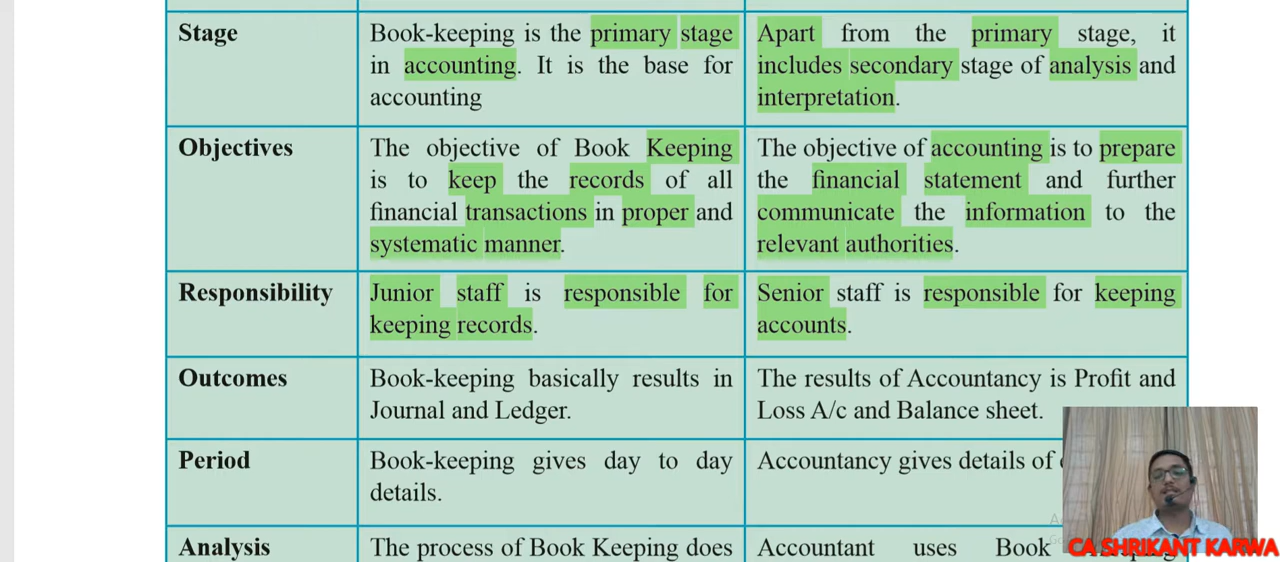 Stage
Book-keeping is the primary stage
in accounting. It is the base for
accounting
Apart from the primary stage, it
includes secondary stage of analysis and
interpretation.
Objectives
The objective of Book Keeping
is to keep the records of all
financial transactions in proper and
systematic manner.
The objective of accounting is to prepare
the financial statement and further
communicate the information to the
relevant authorities.
Responsibility
Junior staff is responsible for
keeping records.
Senior staff is responsible for keeping
accounts.
Outcomes
Book-keeping basically results in
Journal and Ledger.
The results of Accountancy is Profit and
Loss A/c and Balance sheet.
Period
Book-keeping gives day to day
details.
Accountancy gives details of
Analysis
The process of Book Keeping does
Accountant uses Book
CA SHRIKANT KARWA